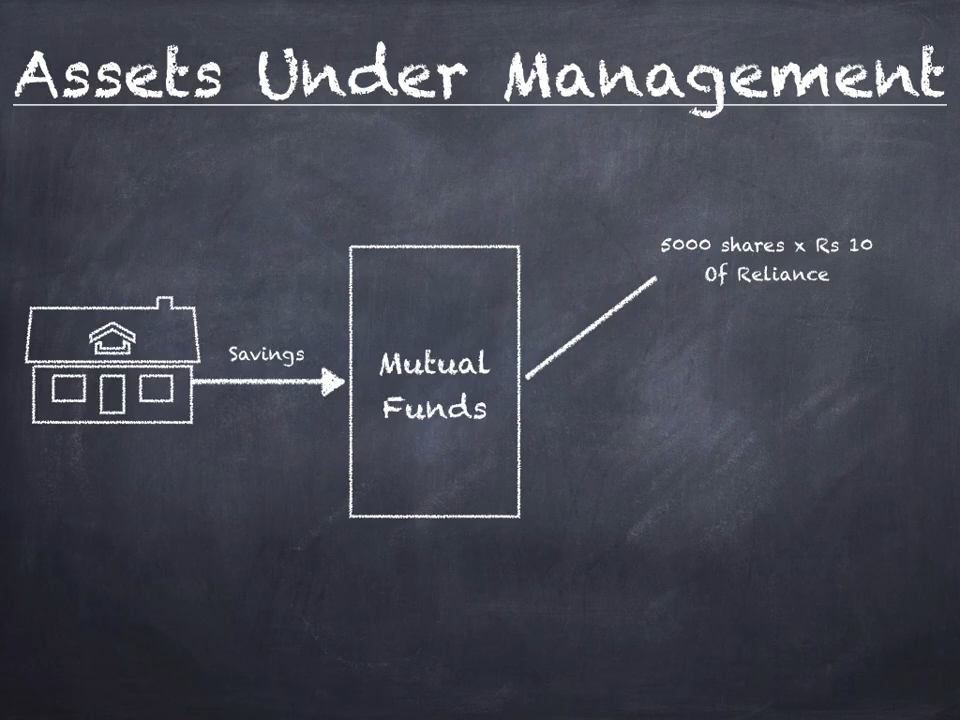 Assets Under Management
Savings
Mutual
Funds
5000 shares x Rs 10
Of Reliance